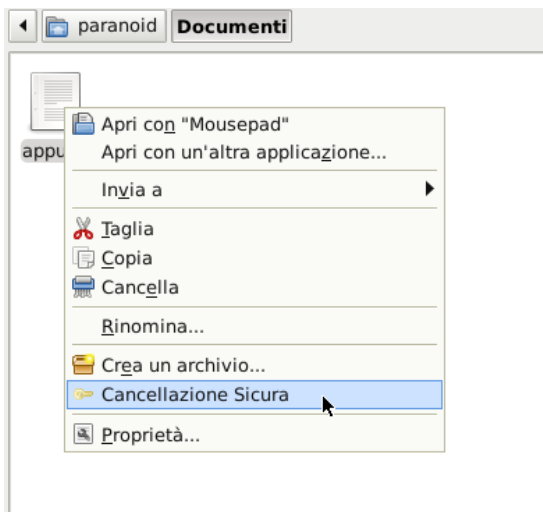 paranoid Documenti
appu
Apri con "Mousepad"
Apri con un'altra applicazione...
Invia a
Taglia
Copia
Cancella
Rinomina...
Crea un archivio...
Cancellazione Sicura
Proprietà...